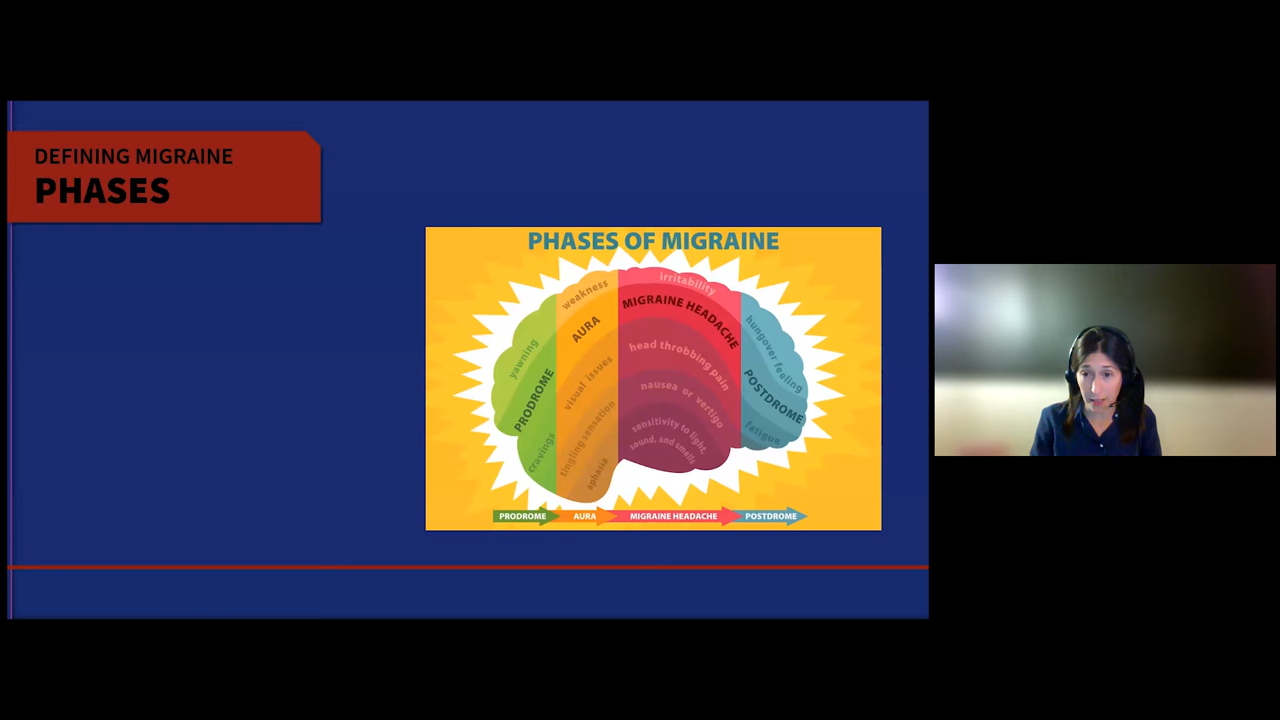 DEFINING MIGRAINE
PHASES
PHASES OF MIGRAINE
yawning
PRODROME
cravings
weakness
AURA
visual issues
tingling sensation
aphasia
irritability
MIGRAINE HEADACHE
head throbbing pain
nausea or vertigo
sensitivity to light,
sound, and smells
hungover feeling
POSTDROME
fatigue
PRODROME
AURA
MIGRAINE HEADACHE
POSTDROME